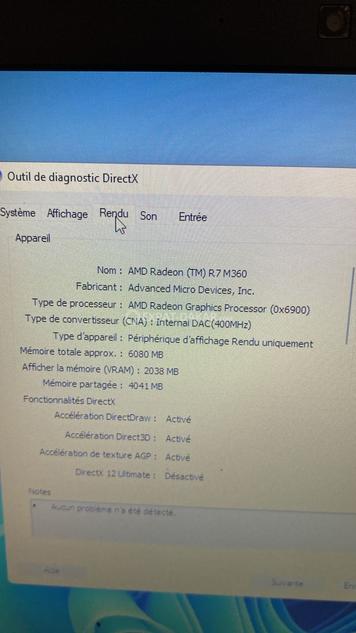 Outil de diagnostic DirectX
Système Affichage Rendu Son Entrée
Appareil
Nom : AMD Radeon (TM) R7 M360
Fabricant : Advanced Micro Devices, Inc.
Type de processeur : AMD Radeon Graphics Processor (0x6900)
Type de convertisseur (CNA) : Internal DAC(400MHz)
Type d'appareil : Périphérique d'affichage Rendu uniquement
Mémoire totale approx. : 6080 MB
Afficher la mémoire (VRAM) : 2038 MB
Mémoire partagée : 4041 MB
Fonctionnalités DirectX
Accélération DirectDraw : Activé
Accélération Direct3D : Activé
Accélération de texture AGP : Activé
DirectX 12 Ultimate : Désactivé
Notes
• Aucun problème n'a été détecté.
Aide
Suivante